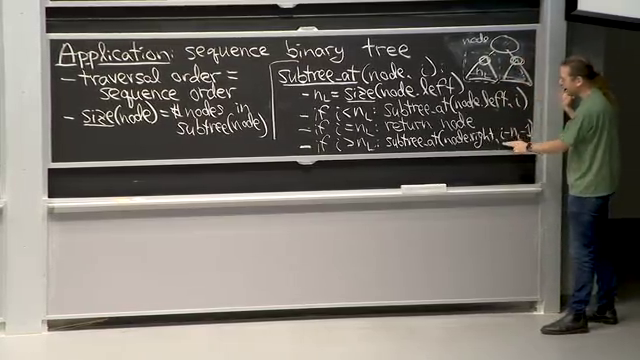 Application: sequence binary tree
- traversal order =
sequence order
- size(node) = # nodes in
subtree(node)
subtree_at(node, i):
- nL = size(node.left)
- if i < nL: subtree_at(node.left, i)
- if i = nL: return node
- if i > nL: subtree_at(node.right, i-nL-1)
node
nL